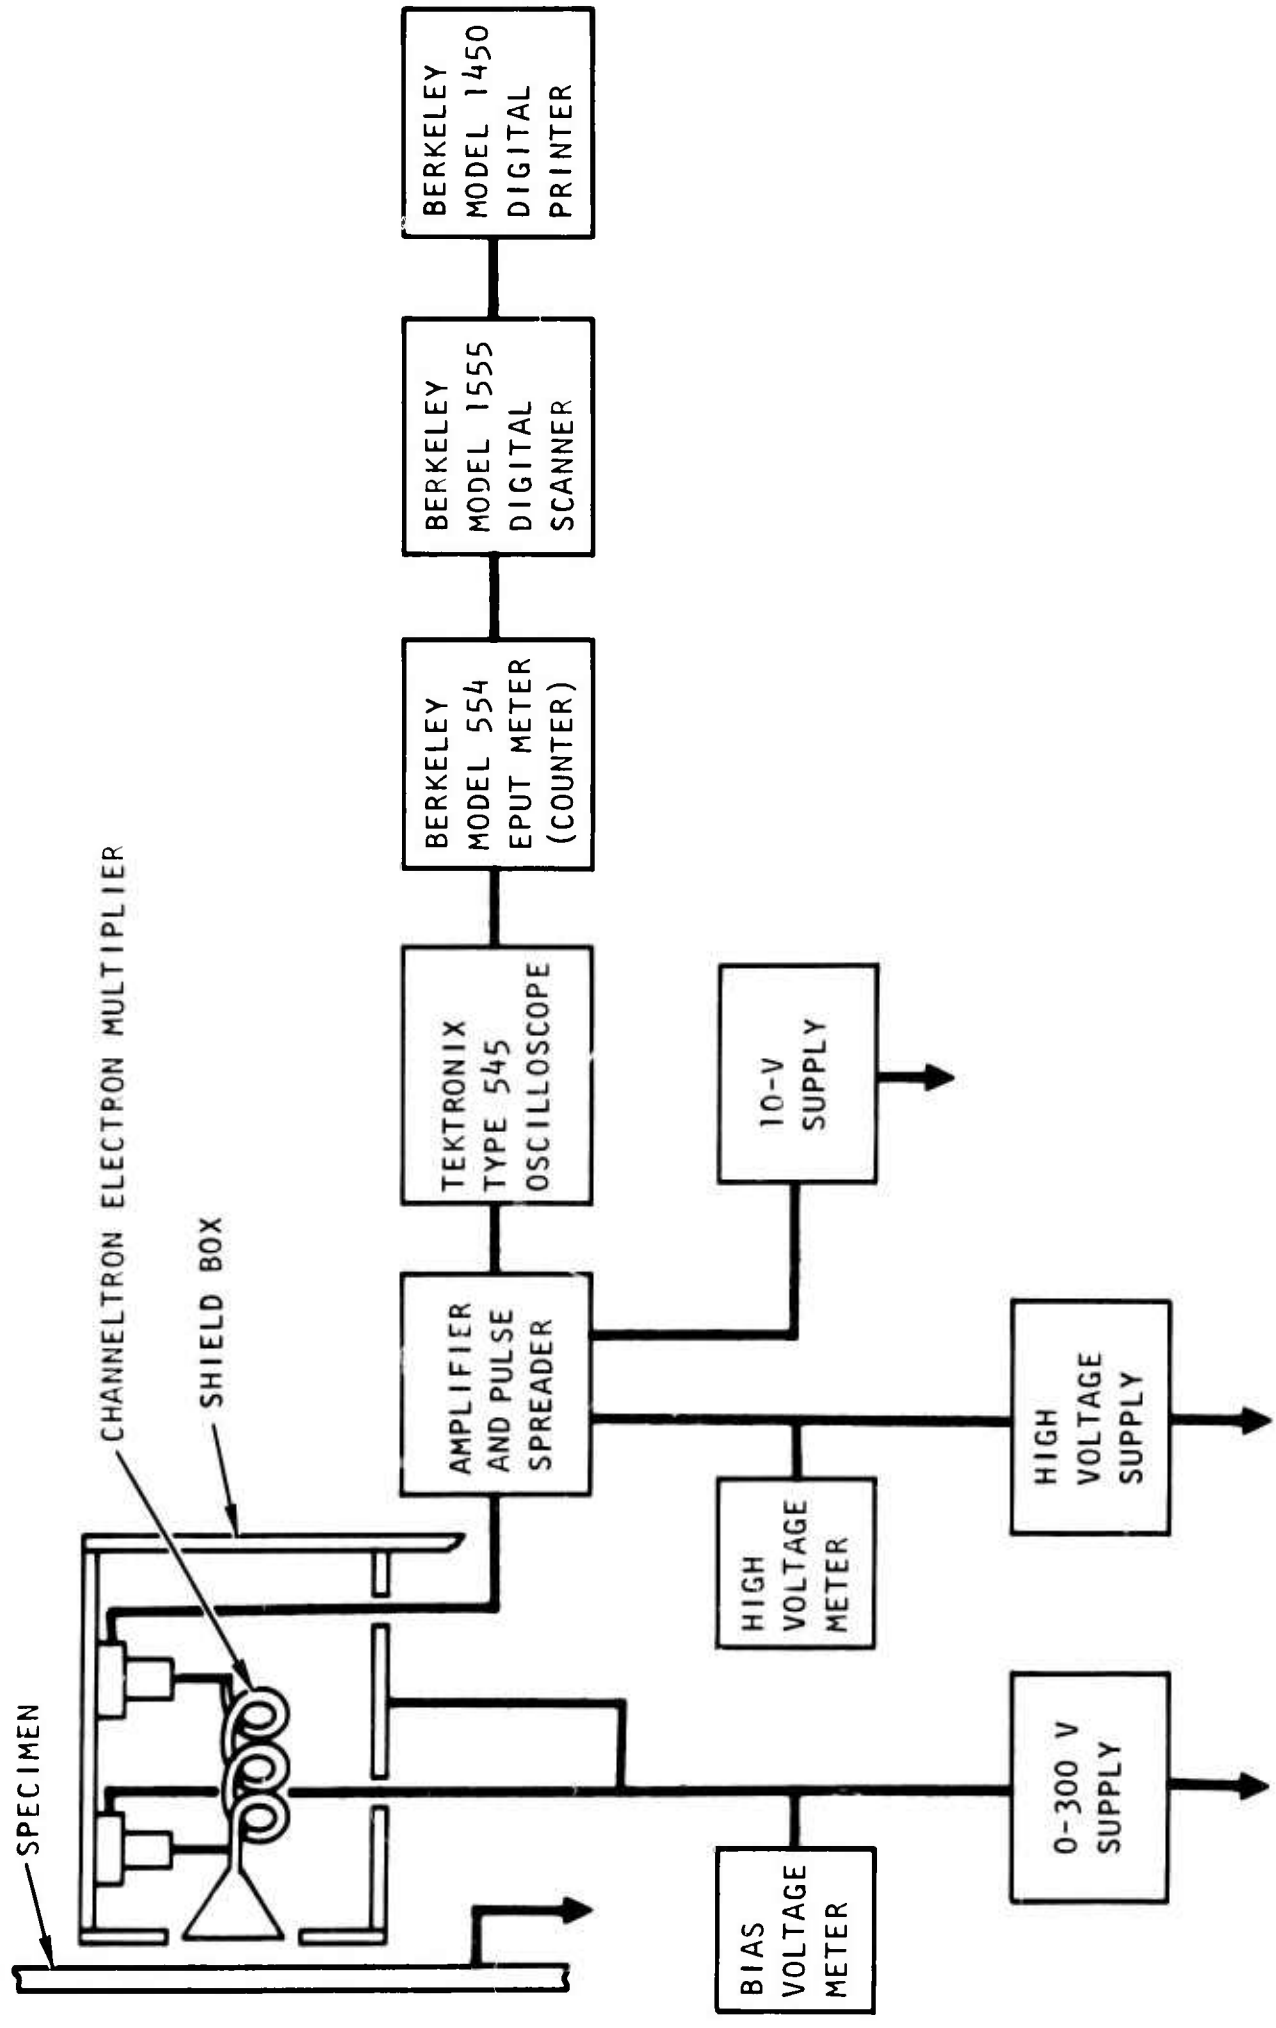 SPECIMEN
SHIELD BOX
CHANNELTRON ELECTRON MULTIPLIER
AMPLIFIER
AND PULSE
SPREADER
TEKTRONIX
TYPE 545
OSCILLOSCOPE
BERKELEY
MODEL 554
EPUT METER
(COUNTER)
BERKELEY
MODEL 1555
DIGITAL
SCANNER
BERKELEY
MODEL 1450
DIGITAL
PRINTER
BIAS
VOLTAGE
METER
HIGH
VOLTAGE
METER
10-V
SUPPLY
0-300 V
SUPPLY
HIGH
VOLTAGE
SUPPLY